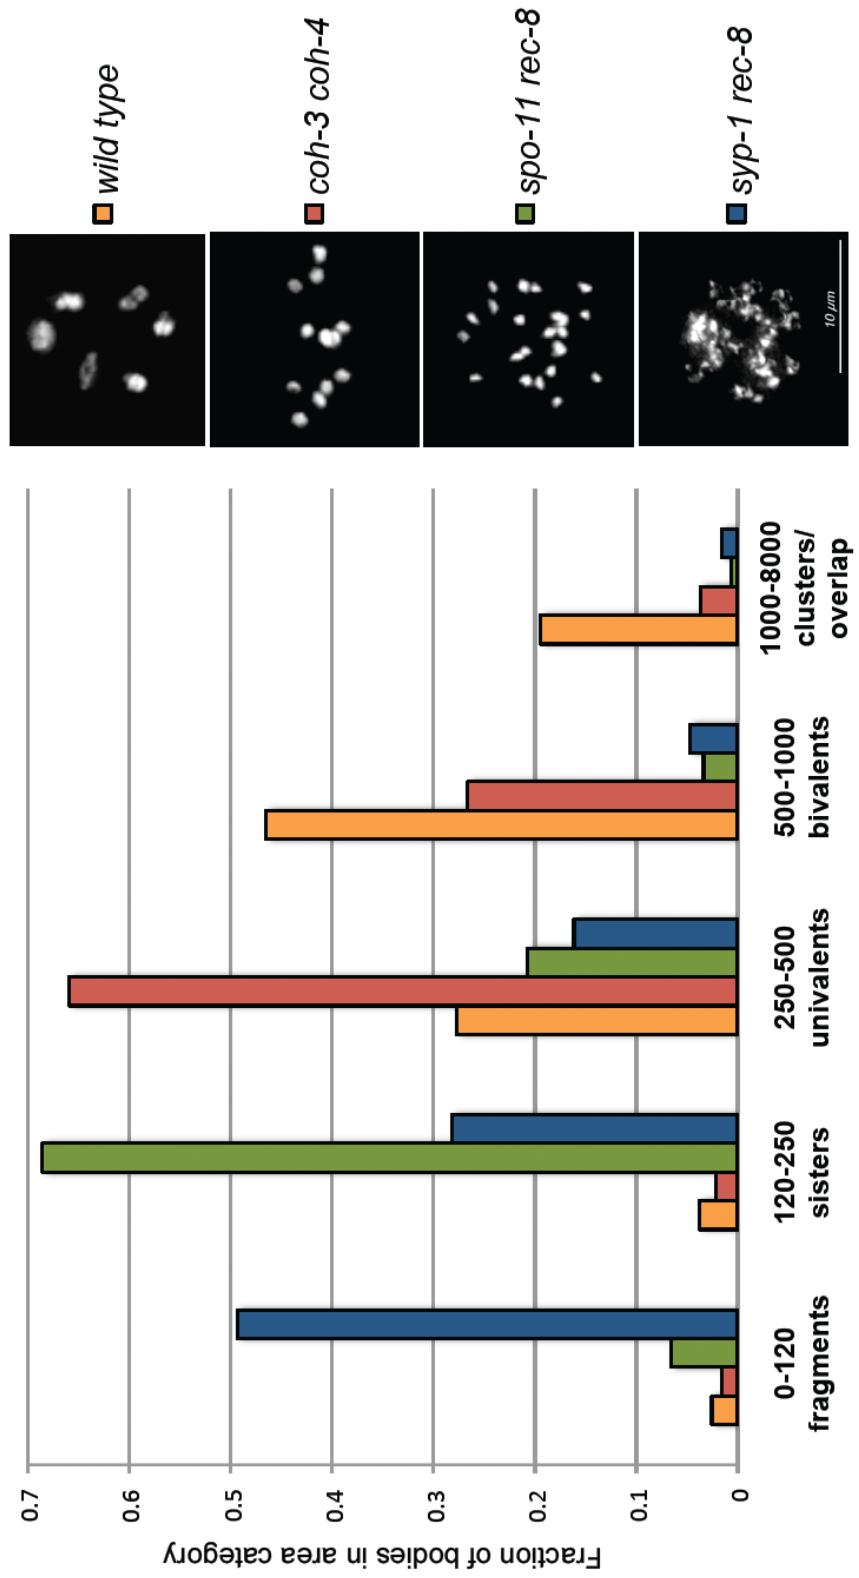 Fraction of bodies in area category
0.7
0.6
0.5
0.4
0.3
0.2
0.1
0
0-120
fragments
120-250
sisters
250-500
univalents
500-1000
bivalents
1000-8000
clusters/
overlap
wild type
coh-3 coh-4
spo-11 rec-8
syp-1 rec-8
10 µm